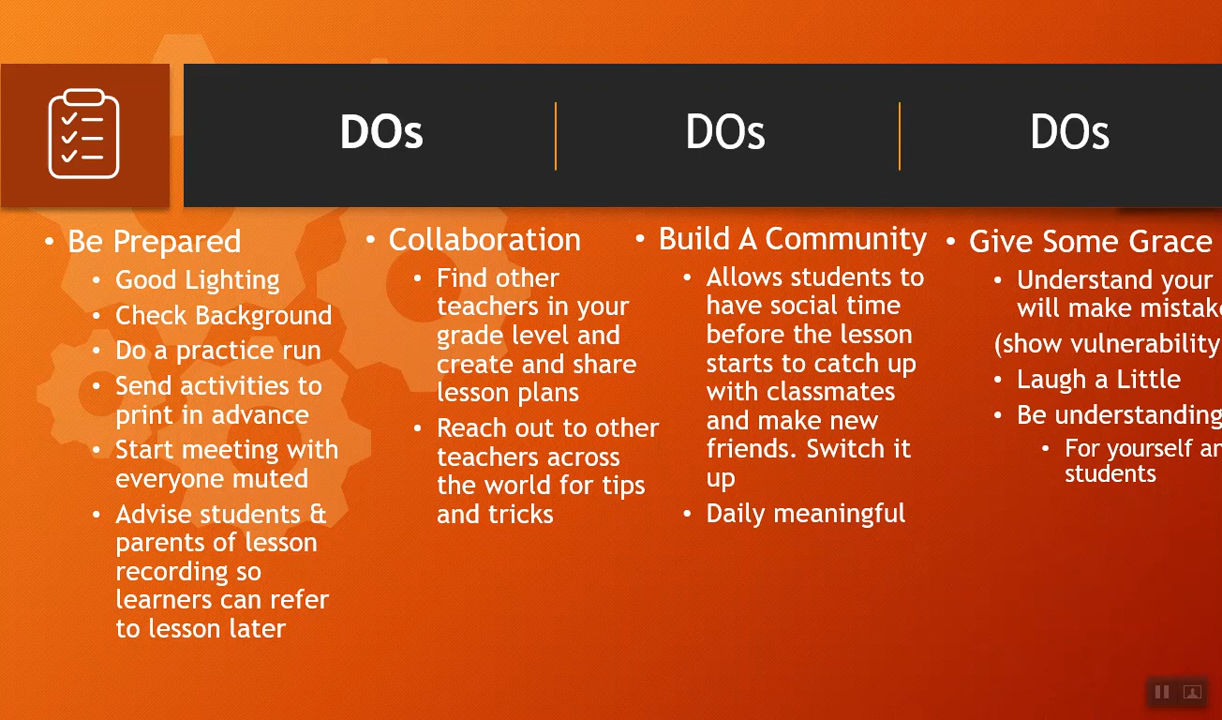 DOs
DOs
DOs
• Be Prepared
• Good Lighting
• Check Background
• Do a practice run
• Send activities to
print in advance
• Start meeting with
everyone muted
• Advise students &
parents of lesson
recording so
learners can refer
to lesson later
• Collaboration
• Find other
teachers in your
grade level and
create and share
lesson plans
• Reach out to other
teachers across
the world for tips
and tricks
• Build A Community
• Allows students to
have social time
before the lesson
starts to catch up
with classmates
and make new
friends. Switch it
up
• Daily meaningful
• Give Some Grace
• Understand your
will make
(show vulnerability
• Laugh a Little
• Be understanding
• For yourself
students